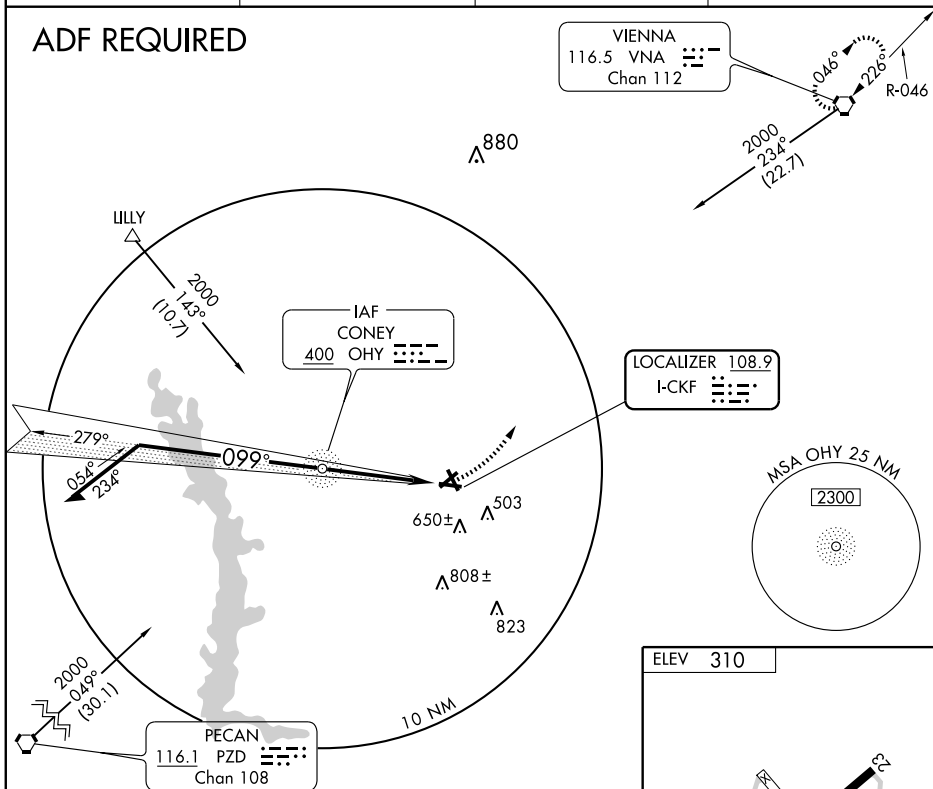 ADF REQUIRED
VIENNA
116.5 VNA
Chan 112
046°
226°
R-046
2000
234°
(22.7)
880
LILLY
2000
143°
(10.7)
IAF
CONEY
400 OHY
LOCALIZER 108.9
I-CKF
279°
099°
054°
234°
MSA OHY 25 NM
2300
650±
503
808±
823
2000
049°
(30.1)
10 NM
PECAN
116.1 PZD
Chan 108
ELEV 310
23